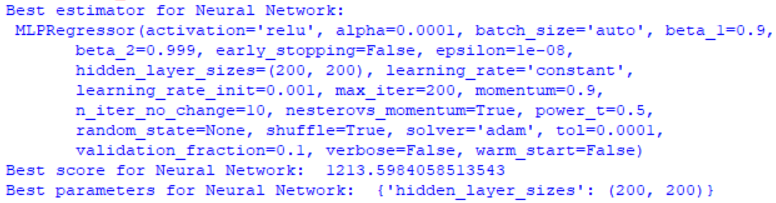 Best estimator for Neural Network:
MLPRegressor(activation='relu', alpha=0.0001, batch_size='auto', beta_1=0.9,
beta_2=0.999, early_stopping=False, epsilon=1e-08,
hidden_layer_sizes=(200, 200), learning_rate='constant',
learning_rate_init=0.001, max_iter=200, momentum=0.9,
n_iter_no_change=10, nesterovs_momentum=True, power_t=0.5,
random_state=None, shuffle=True, solver='adam', tol=0.0001,
validation_fraction=0.1, verbose=False, warm_start=False)
Best score for Neural Network:  1213.5984058513543
Best parameters for Neural Network:  {'hidden_layer_sizes': (200, 200)}